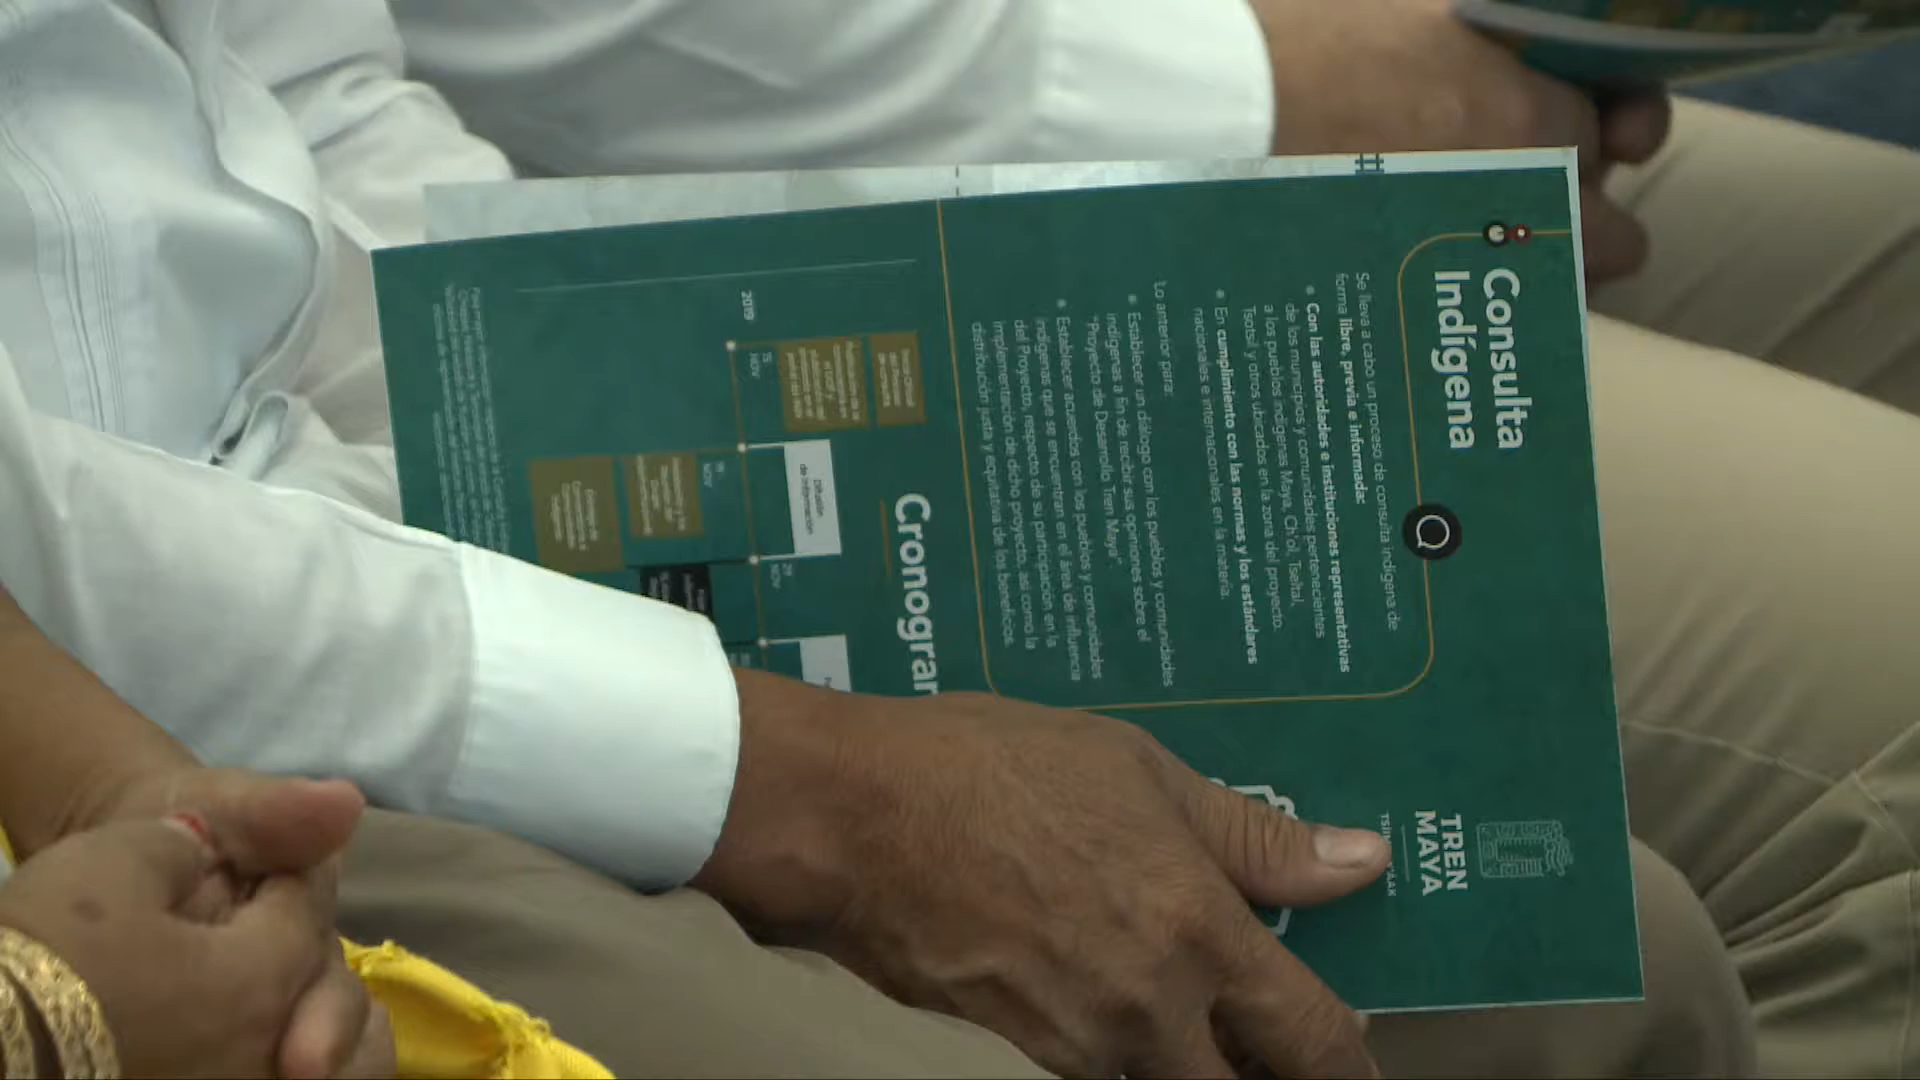 Consulta
Indígena
Se lleva a cabo un proceso de consulta indígena de
forma libre, previa e informada:
• Con las autoridades e instituciones representativas
de los municipios y comunidades pertenecientes
a los pueblos indígenas Maya, Ch'ol, Tseltal,
Tsotsil y otros ubicados en la zona del proyecto.
• En cumplimiento con las normas y los estándares
nacionales e internacionales en la materia.
Lo anterior para:
• Establecer un diálogo con los pueblos y comunidades
indígenas a fin de recibir sus opiniones sobre el
"Proyecto de Desarrollo Tren Maya".
• Establecer acuerdos con los pueblos y comunidades
indígenas que se encuentran en el área de influencia
del Proyecto, respecto de su participación en la
implementación de dicho proyecto, así como la
distribución justa y equitativa de los beneficios.
TREN
MAYA
Cronogra
2019
15
NOV
Difusión
de información
29
NOV